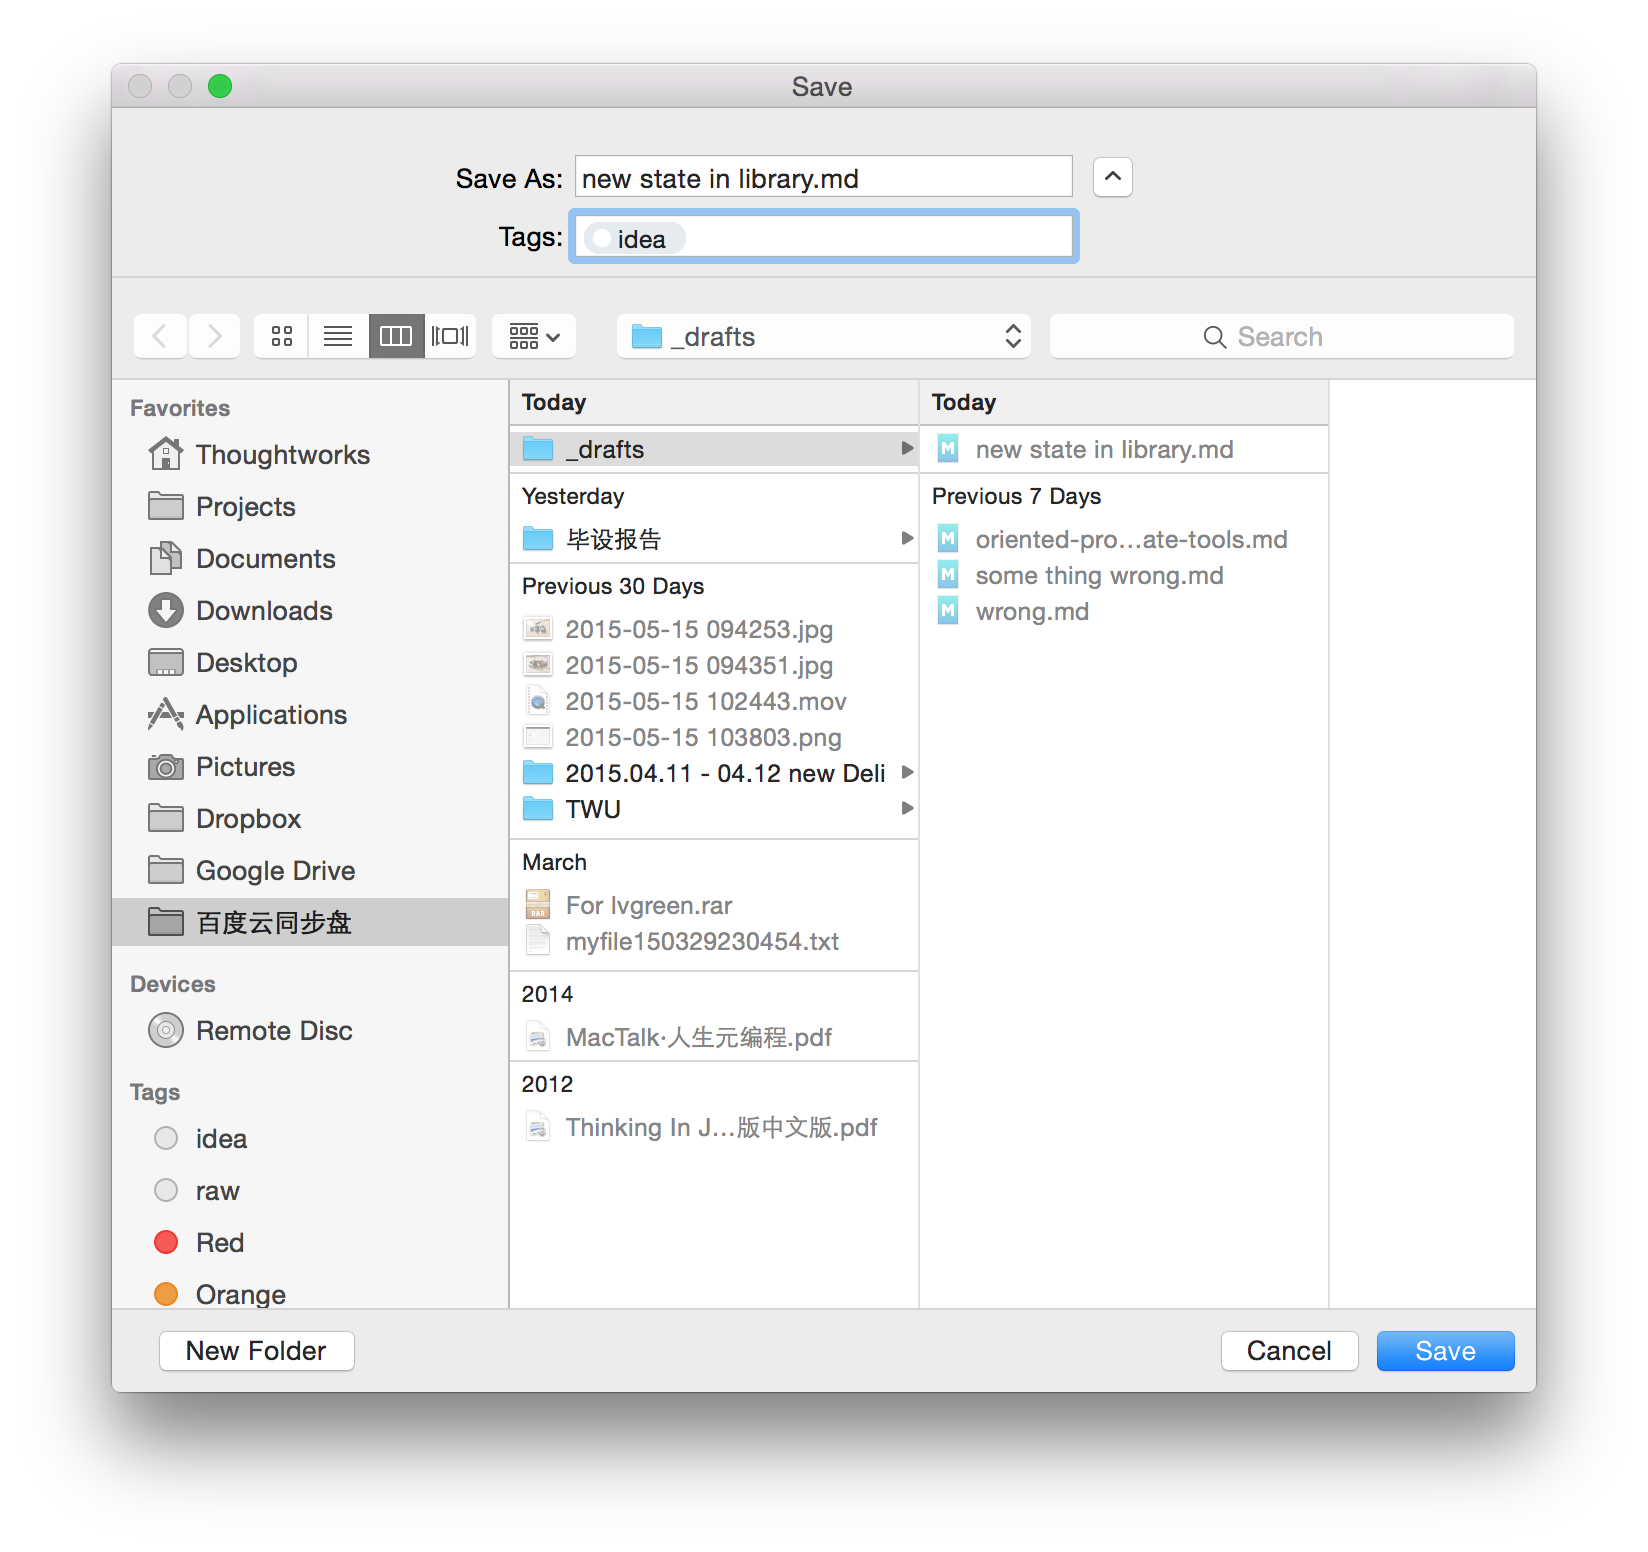 Save
Save As: new state in library.md
Tags: idea
_drafts
Search
Favorites
Thoughtworks
Projects
Documents
Downloads
Desktop
Applications
Pictures
Dropbox
Google Drive
百度云同步盘
Devices
Remote Disc
Tags
idea
raw
Red
Orange
Today
_drafts
Yesterday
毕设报告
Previous 30 Days
2015-05-15 094253.jpg
2015-05-15 094351.jpg
2015-05-15 102443.mov
2015-05-15 103803.png
2015.04.11 - 04.12 new Deli
TWU
March
For lvgreen.rar
myfile150329230454.txt
2014
MacTalk·人生元编程.pdf
2012
Thinking In J...版中文版.pdf
Today
new state in library.md
Previous 7 Days
oriented-pro...ate-tools.md
some thing wrong.md
wrong.md
New Folder
Cancel
Save